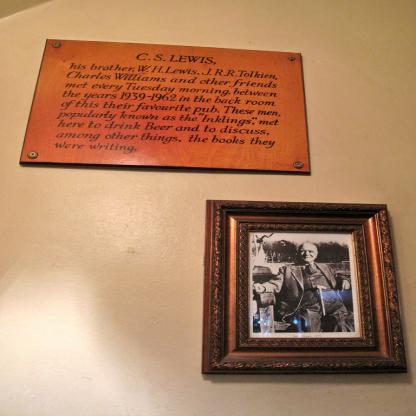 C. S. LEWIS,
his brother, W. H. Lewis, J. R. R. Tolkien,
Charles Williams and other friends
met every Tuesday morning, between
the years 1939-1962 in the back room
of this their favourite pub. These men,
popularly known as the "Inklings", met
here to drink Beer and to discuss,
among other things, the books they
were writing.